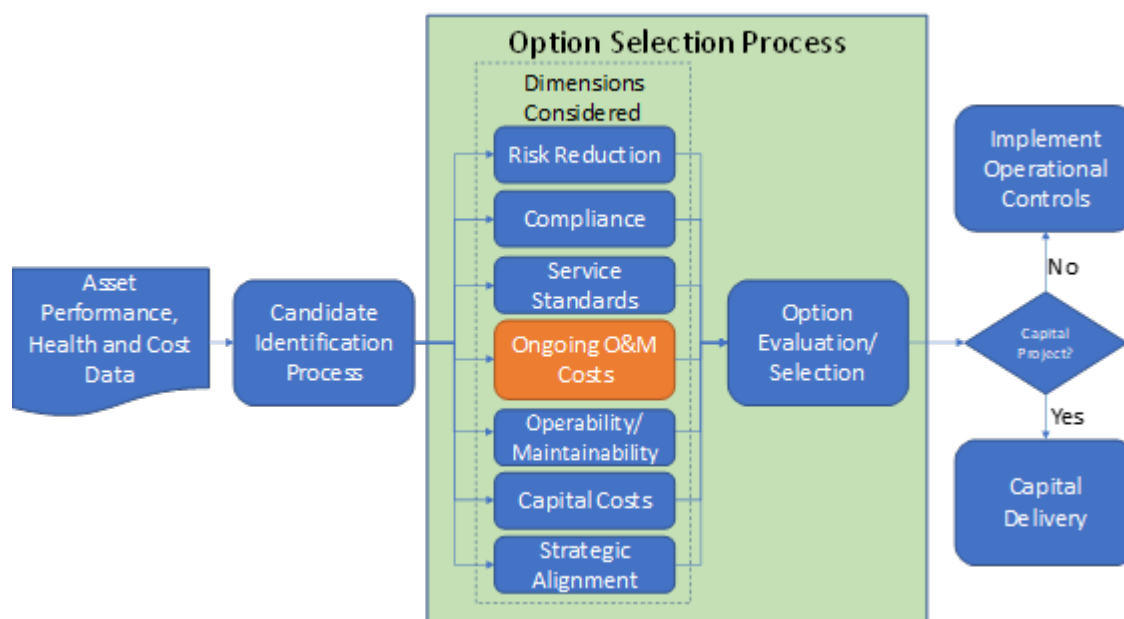 Option Selection Process
Dimensions
Considered
Risk Reduction
Compliance
Service
Standards
Ongoing O&M
Costs
Operability/
Maintainability
Capital Costs
Strategic
Alignment
Asset
Performance,
Health and Cost
Data
Candidate
Identification
Process
Option
Evaluation/
Selection
Implement
Operational
Controls
No
Capital
Project?
Yes
Capital
Delivery